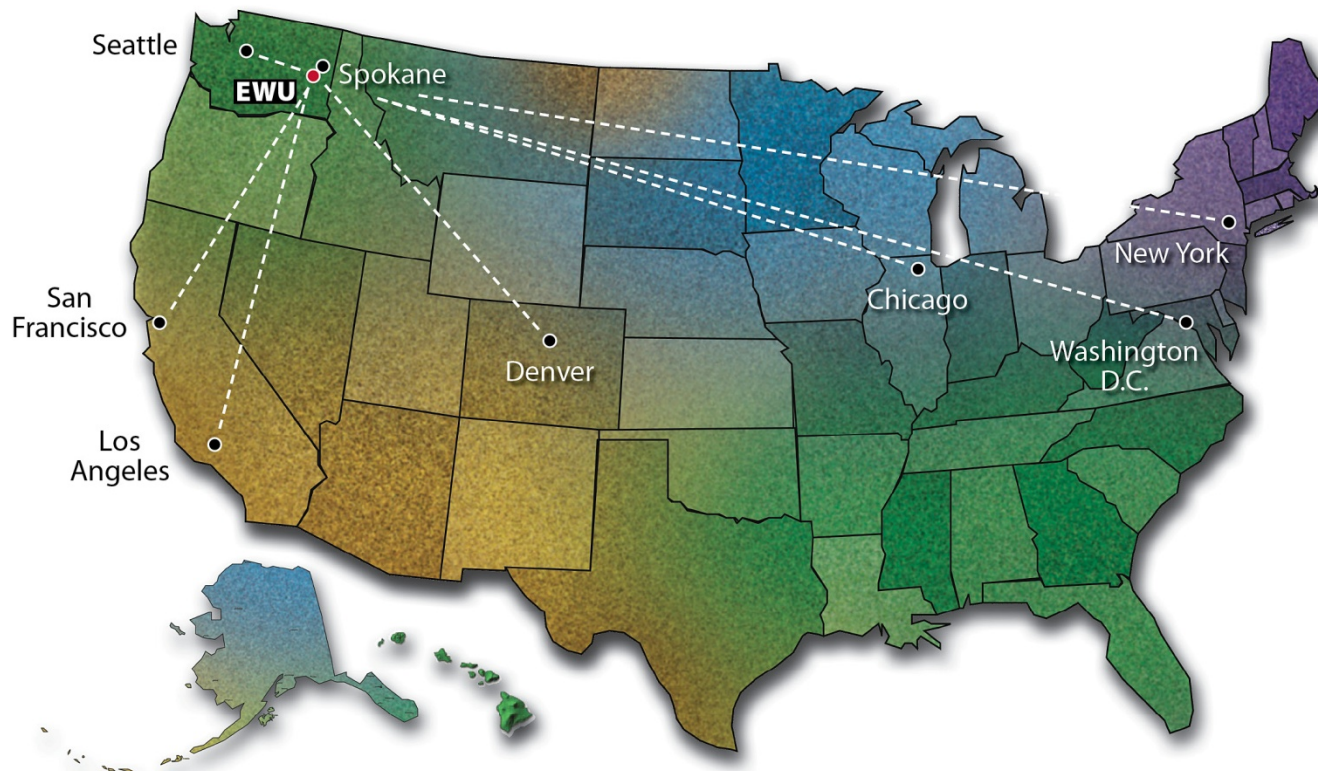 Seattle
Spokane
EWU
New York
San
Francisco
Chicago
Washington
D.C.
Denver
Los
Angeles